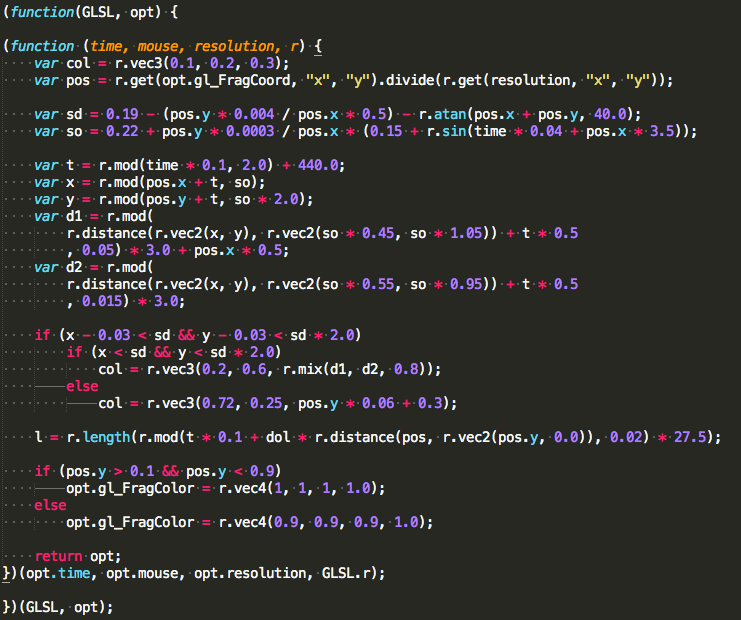 (function(GLSL, opt) {
(function (time, mouse, resolution, r) {
var col = r.vec3(0.1, 0.2, 0.3);
var pos = r.get(opt.gl_FragCoord, "x", "y").divide(r.get(resolution, "x", "y"));
var sd = 0.19 - (pos.y * 0.004 / pos.x * 0.5) - r.atan(pos.x + pos.y, 40.0);
var so = 0.22 + pos.y * 0.0003 / pos.x * (0.15 + r.sin(time * 0.04 + pos.x * 3.5));
var t = r.mod(time * 0.1, 2.0) + 440.0;
var x = r.mod(pos.x + t, so);
var y = r.mod(pos.y + t, so * 2.0);
var d1 = r.mod(
r.distance(r.vec2(x, y), r.vec2(so * 0.45, so * 1.05)) + t * 0.5
, 0.05) * 3.0 + pos.x * 0.5;
var d2 = r.mod(
r.distance(r.vec2(x, y), r.vec2(so * 0.55, so * 0.95)) + t * 0.5
, 0.015) * 3.0;
if (x - 0.03 < sd && y - 0.03 < sd * 2.0)
if (x < sd && y < sd * 2.0)
col = r.vec3(0.2, 0.6, r.mix(d1, d2, 0.8));
else
col = r.vec3(0.72, 0.25, pos.y * 0.06 + 0.3);
l = r.length(r.mod(t * 0.1 + dol * r.distance(pos, r.vec2(pos.y, 0.0)), 0.02) * 27.5);
if (pos.y > 0.1 && pos.y < 0.9)
opt.gl_FragColor = r.vec4(1, 1, 1, 1.0);
else
opt.gl_FragColor = r.vec4(0.9, 0.9, 0.9, 1.0);
return opt;
})(opt.time, opt.mouse, opt.resolution, GLSL.r);
})(GLSL, opt);